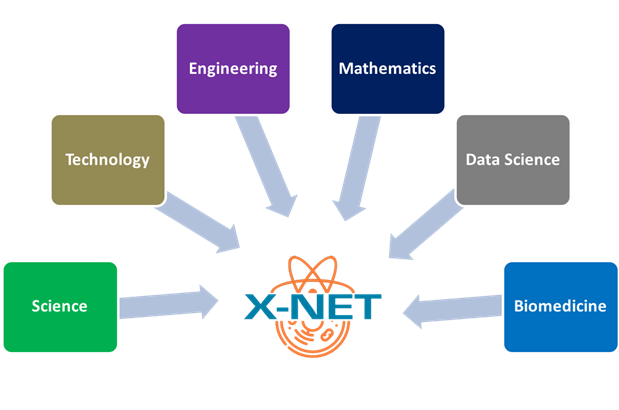 Engineering
Mathematics
Technology
Data Science
Science
X-NET
Biomedicine